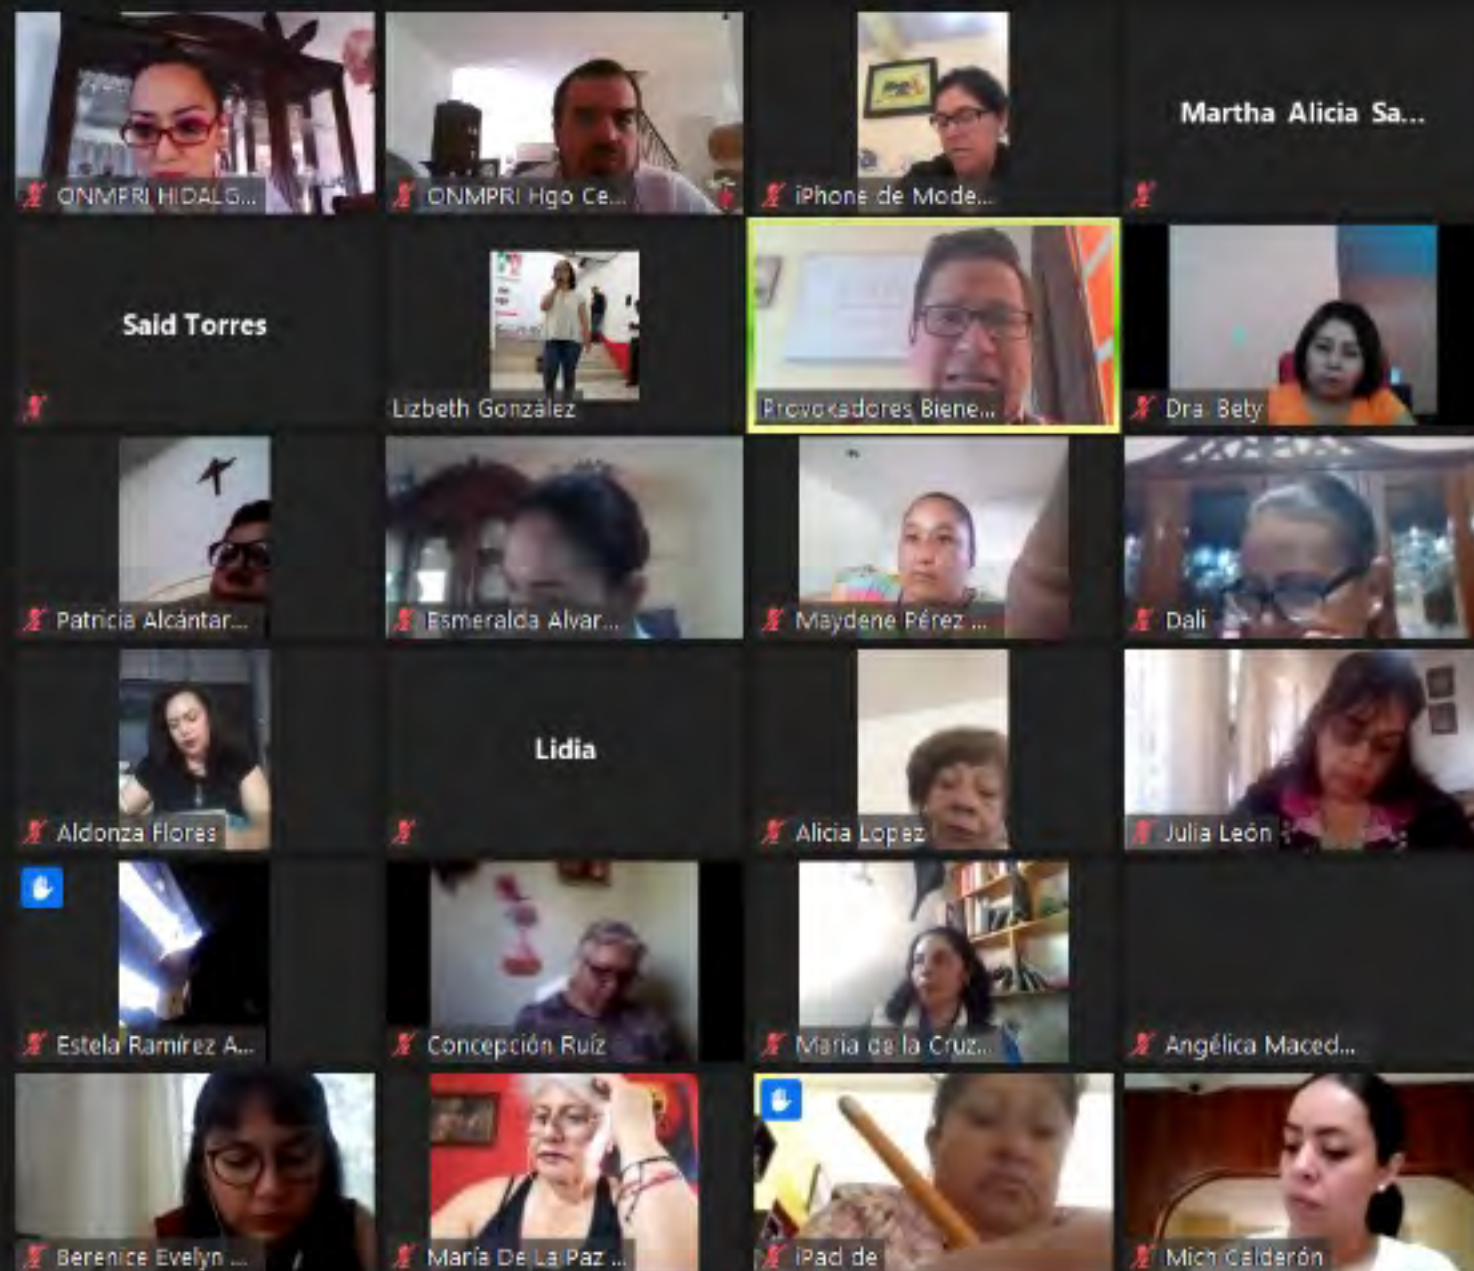 ONMPRI HIDALG...
ONMPRI Hgo Ce...
iPhone de Mode...
Martha Alicia Sa...
Said Torres
Lizbeth González
Provokadores Biene...
Dra. Bety
Patricia Alcántar...
Esmeralda Alvar...
Maydene Pérez ...
Dali
Aldonza Flores
Lidia
Alicia Lopez
Julia León
Estela Ramírez A...
Concepción Ruíz
María de la Cruz...
Angélica Maced...
Berenice Evelyn ...
María De La Paz ...
iPad de
Mich Calderón